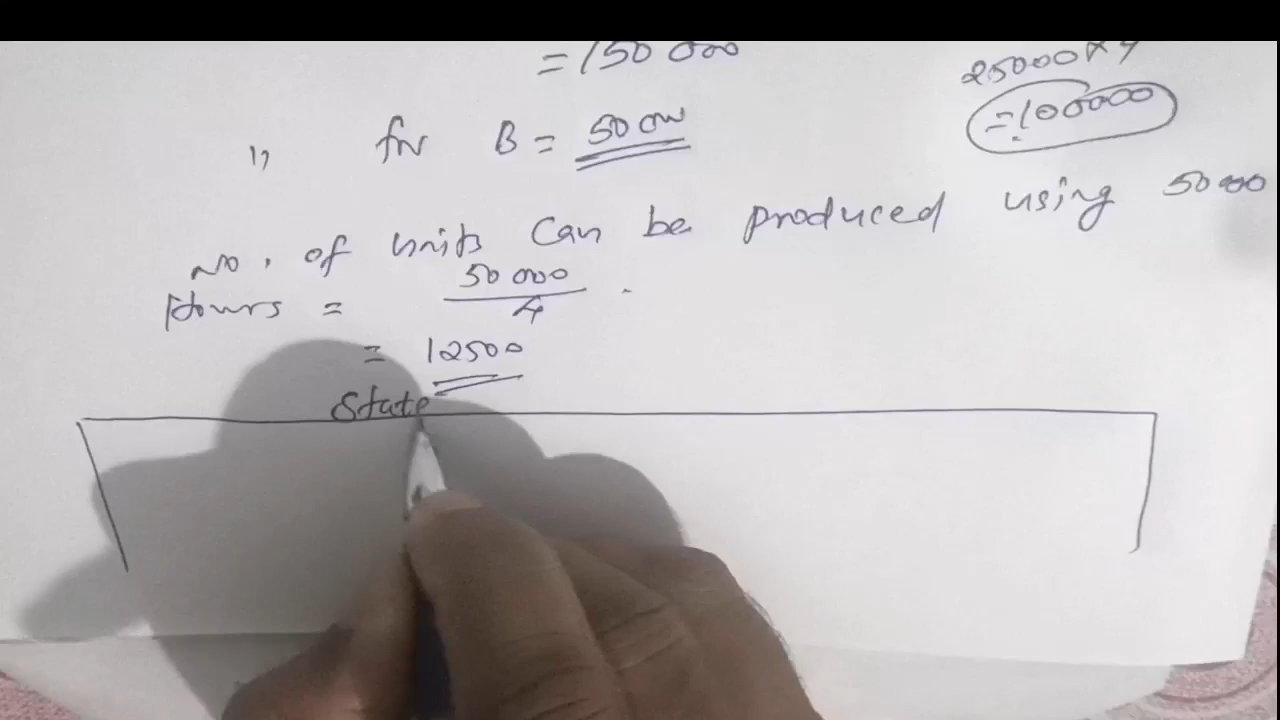 = 150000
25000 x 4
= 100000
" for B = 50000
No. of units can be produced using 50000
Hours = 50000 / 4
= 12500
State